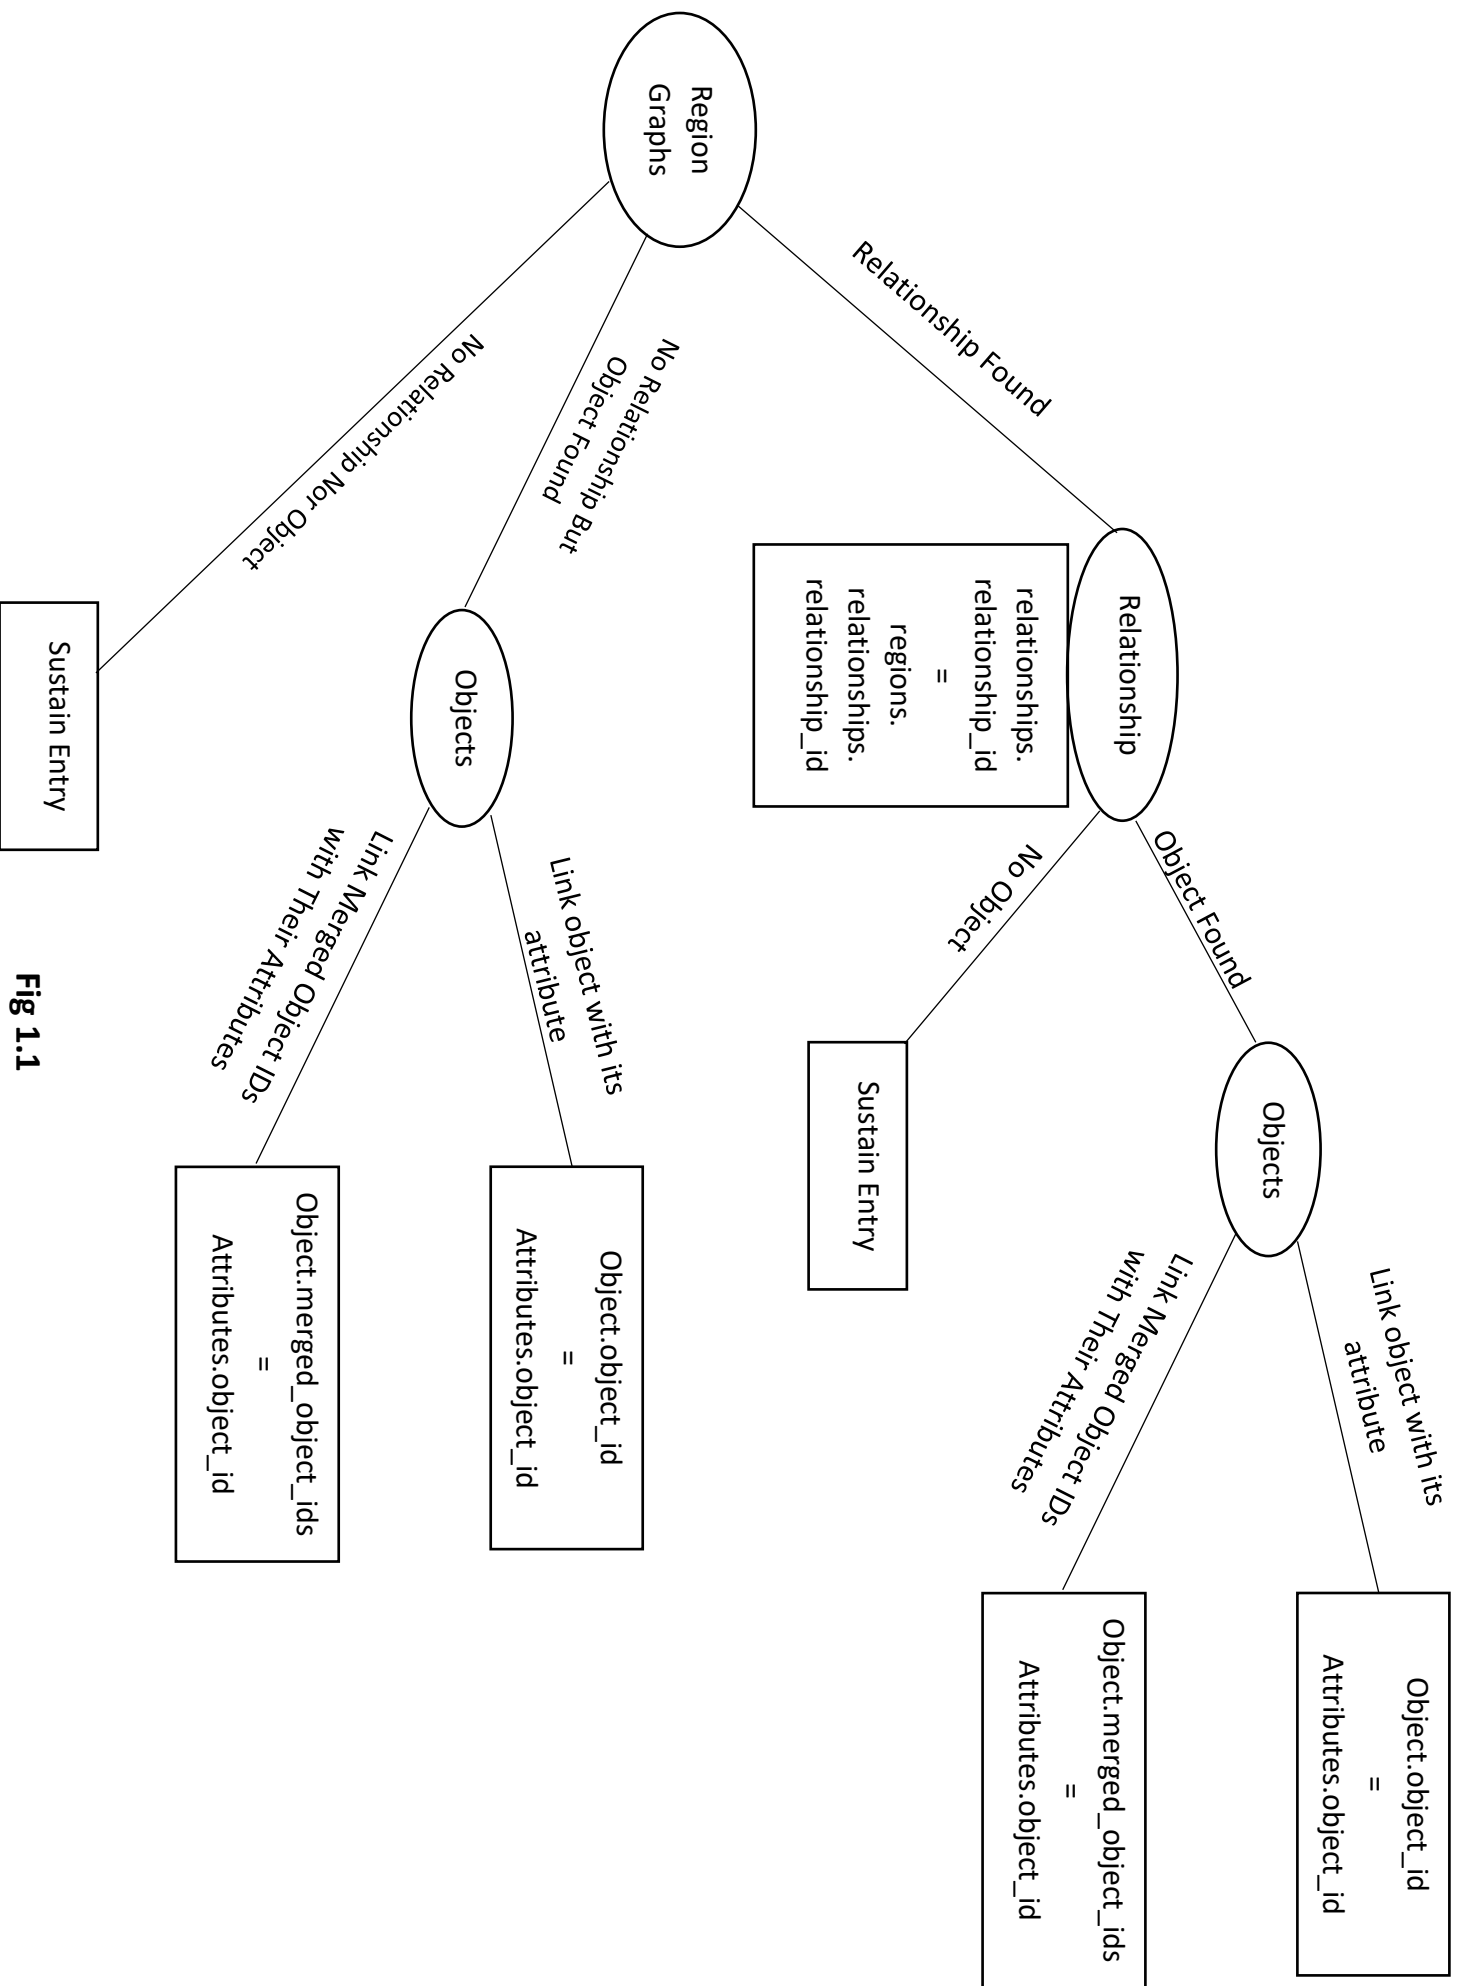 Region
Graphs
Relationship Found
Relationship
relationships.
relationship_id
=
regions.
relationships.
relationship_id
Object Found
Objects
Link object with its
attribute
Object.object_id
=
Attributes.object_id
Link Merged Object IDs
with Their Attributes
Object.merged_object_ids
=
Attributes.object_id
No Object
Sustain Entry
No Relationship But
Object Found
Objects
Link object with its
attribute
Object.object_id
=
Attributes.object_id
Link Merged Object IDs
with Their Attributes
Object.merged_object_ids
=
Attributes.object_id
No Relationship Nor Object
Sustain Entry
Fig 1.1